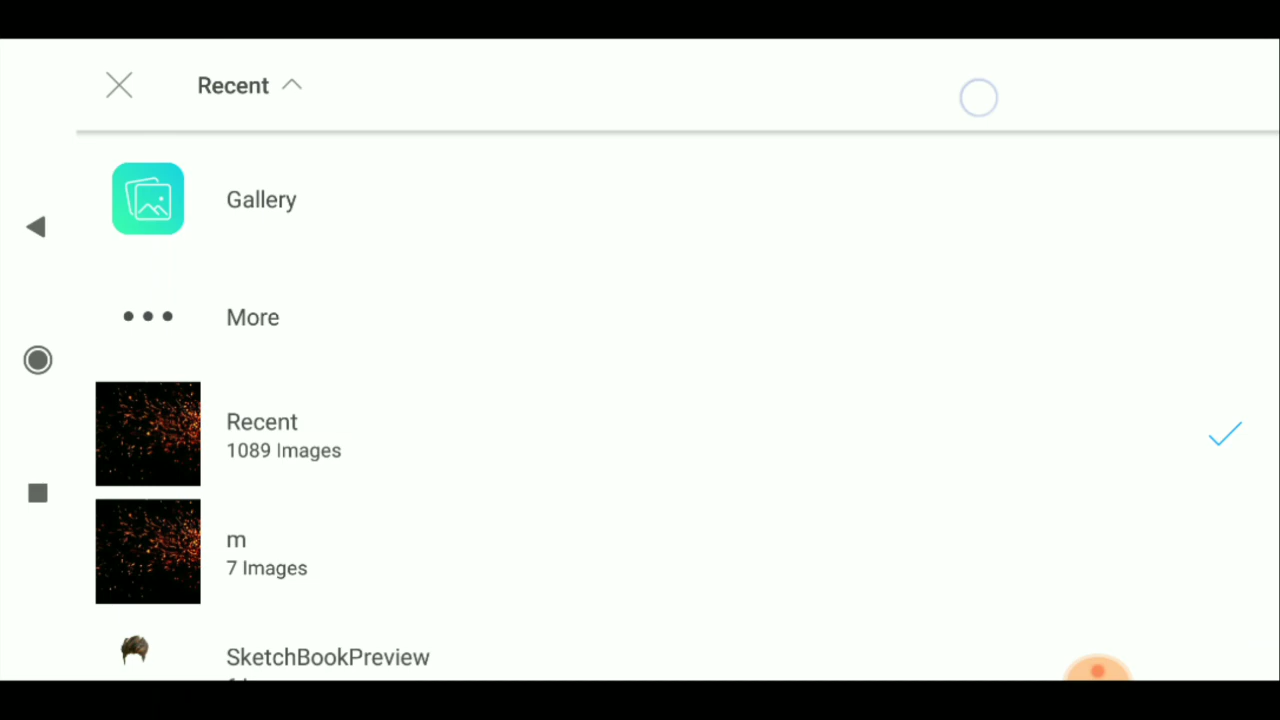 Recent
Gallery
More
Recent
1089 Images
m
7 Images
SketchBookPreview